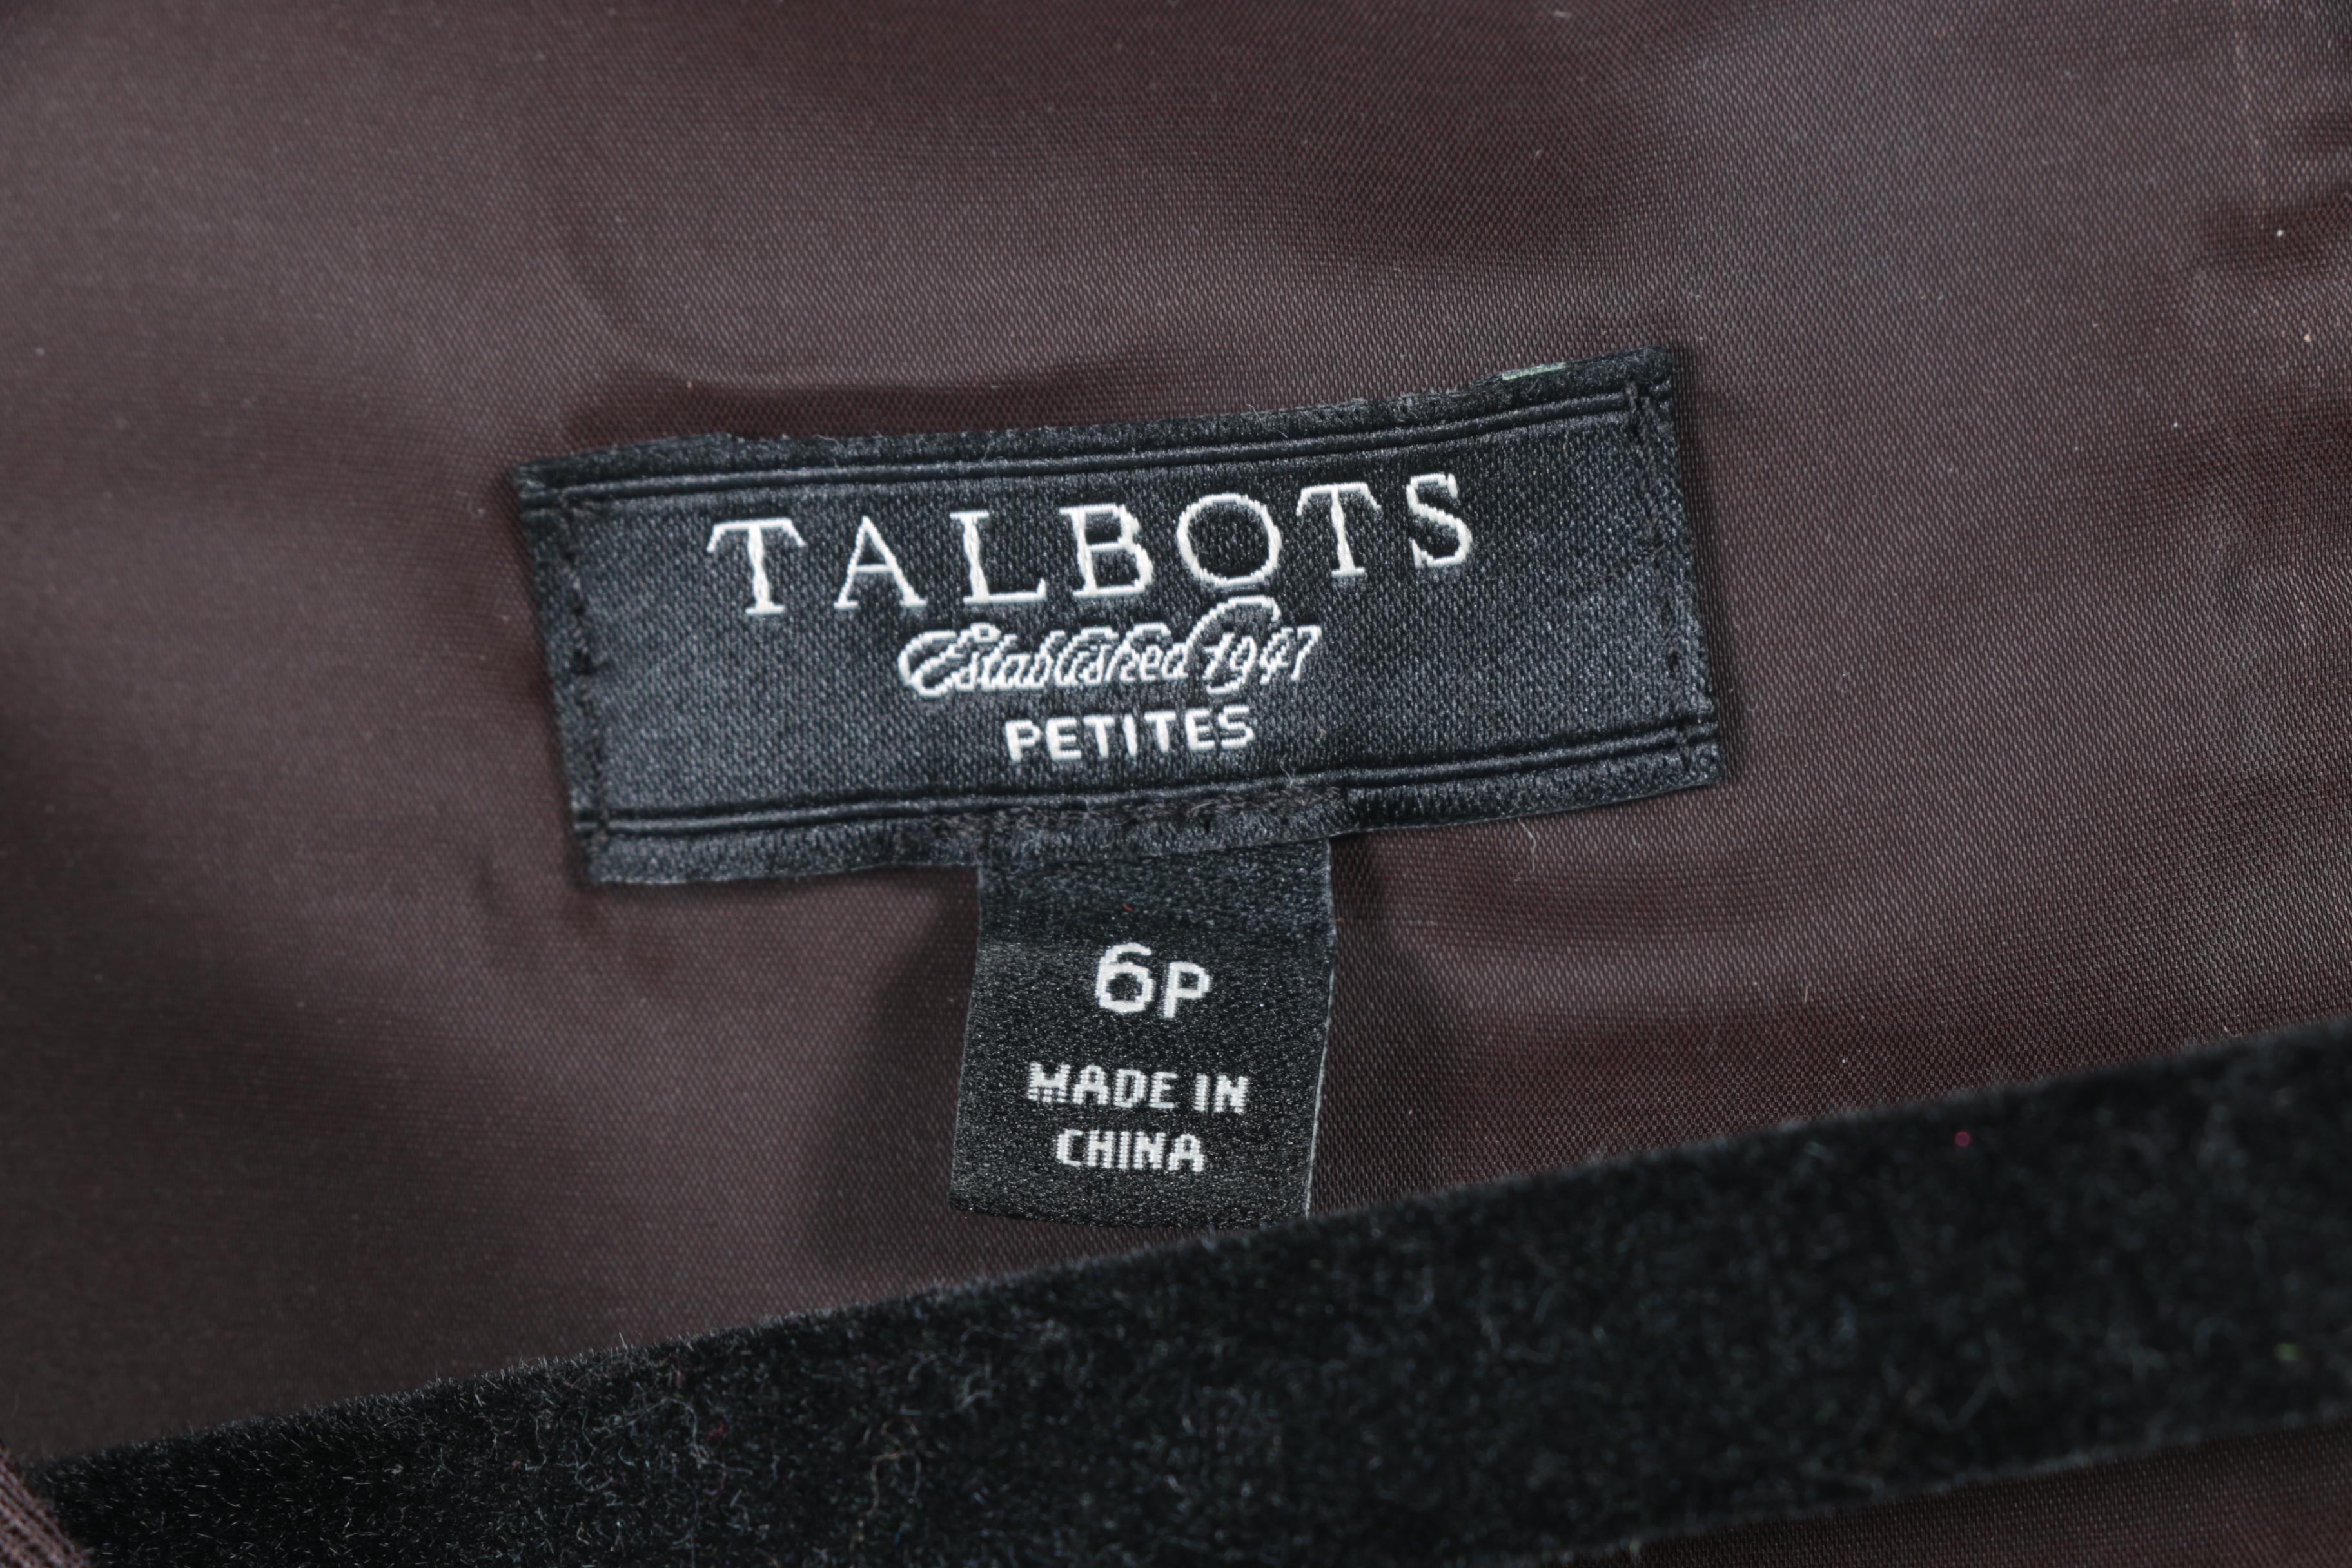 TALBOTS
Established 1947
PETITES
6P
MADE IN
CHINA